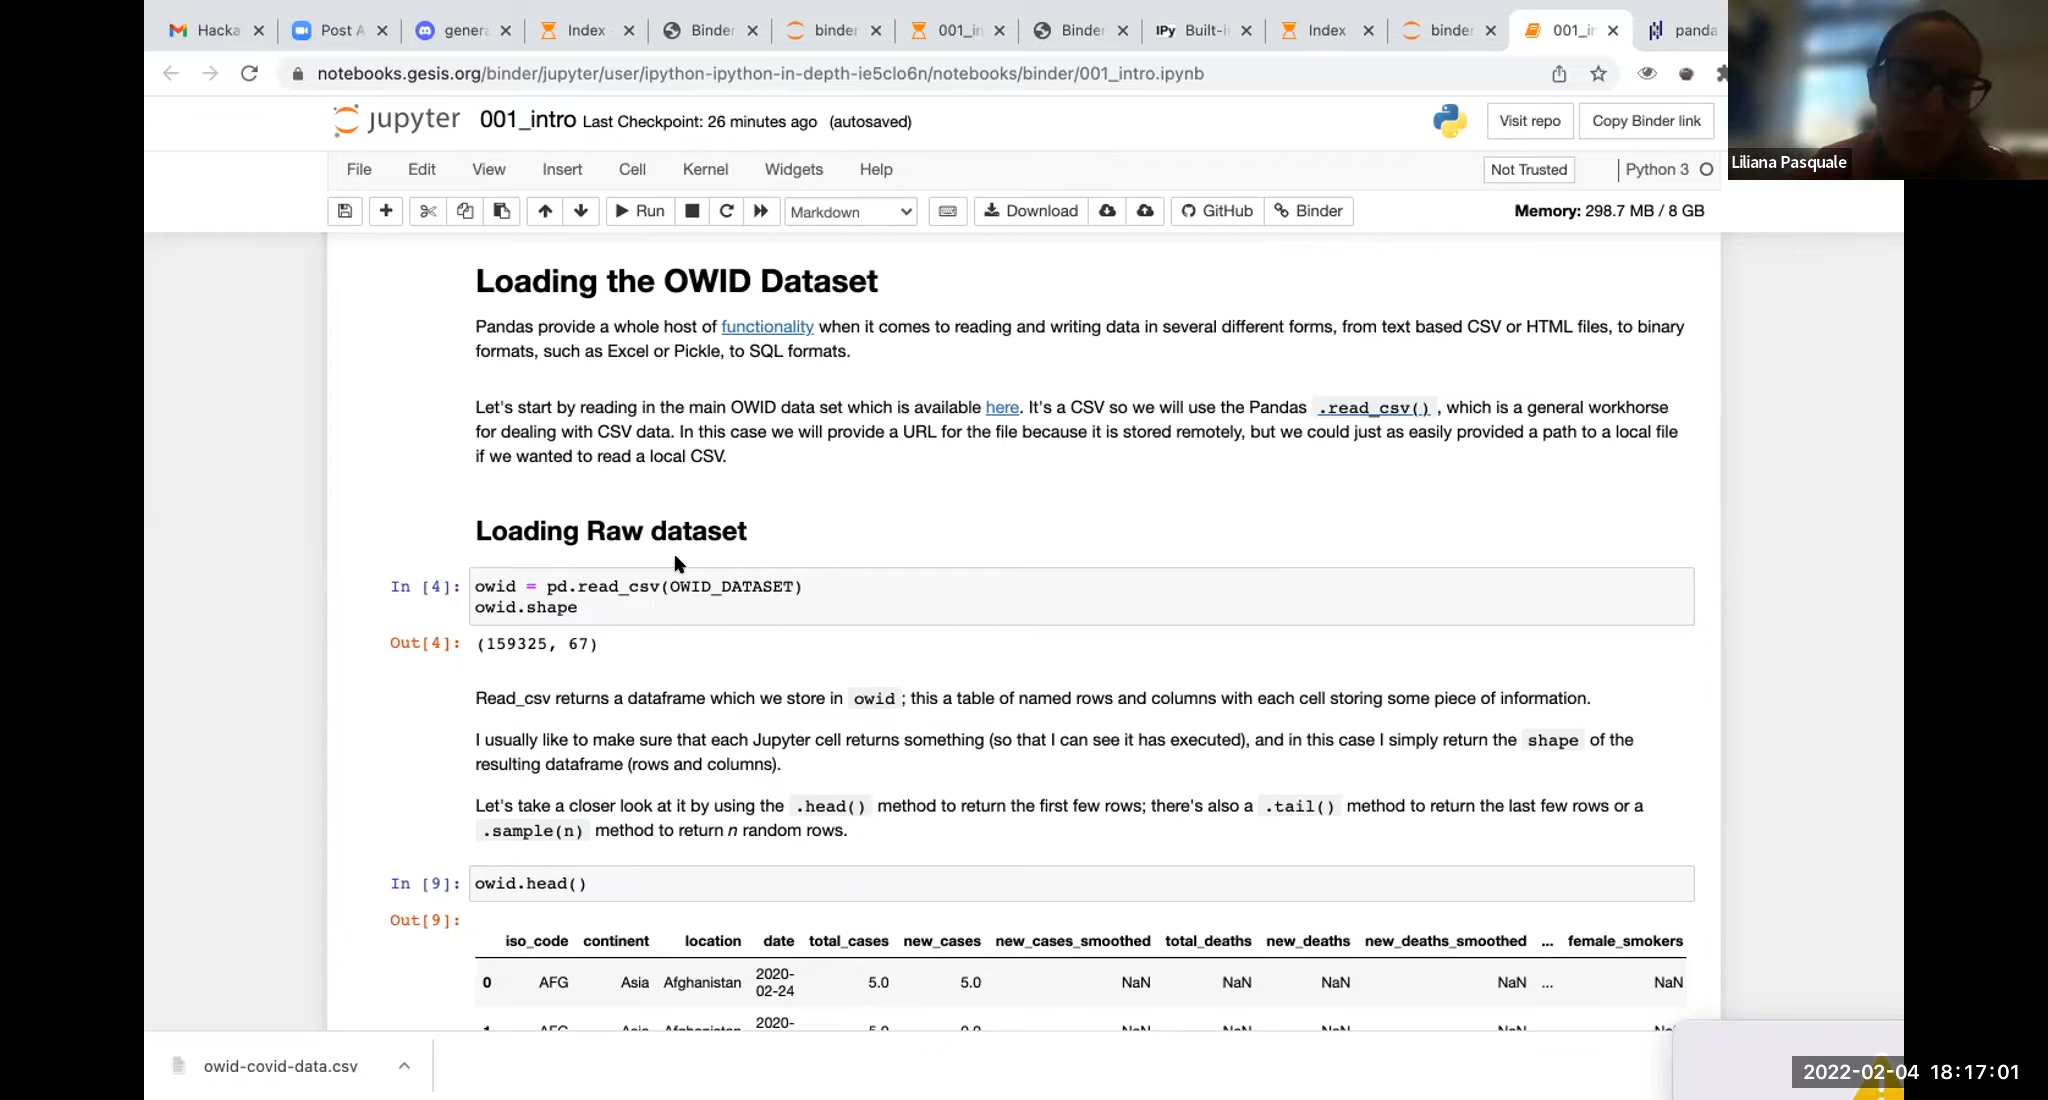 Hacka
Post A
genera
Index
Binder
binder
001_in
Binder
IPy Built-i
Index
binder
001_in
panda
notebooks.gesis.org/binder/jupyter/user/ipython-ipython-in-depth-ie5clo6n/notebooks/binder/001_intro.ipynb
jupyter 001_intro Last Checkpoint: 26 minutes ago (autosaved)
Visit repo
Copy Binder link
Liliana Pasquale
File Edit View Insert Cell Kernel Widgets Help
Not Trusted
Python 3
Run
Markdown
Download
GitHub
Binder
Memory: 298.7 MB / 8 GB
Loading the OWID Dataset
Pandas provide a whole host of functionality when it comes to reading and writing data in several different forms, from text based CSV or HTML files, to binary
formats, such as Excel or Pickle, to SQL formats.
Let's start by reading in the main OWID data set which is available here. It's a CSV so we will use the Pandas .read_csv(), which is a general workhorse
for dealing with CSV data. In this case we will provide a URL for the file because it is stored remotely, but we could just as easily provided a path to a local file
if we wanted to read a local CSV.
Loading Raw dataset
In [4]: owid = pd.read_csv(OWID_DATASET)
owid.shape
Out[4]: (159325, 67)
Read_csv returns a dataframe which we store in owid; this a table of named rows and columns with each cell storing some piece of information.
I usually like to make sure that each Jupyter cell returns something (so that I can see it has executed), and in this case I simply return the shape of the
resulting dataframe (rows and columns).
Let's take a closer look at it by using the .head() method to return the first few rows; there's also a .tail() method to return the last few rows or a
.sample(n) method to return n random rows.
In [9]: owid.head()
Out[9]:
iso_code continent location date total_cases new_cases new_cases_smoothed total_deaths new_deaths new_deaths_smoothed ... female_smokers
0 AFG Asia Afghanistan 2020-02-24 5.0 5.0 NaN NaN NaN NaN ... NaN
1 AFG Asia Afghanistan 2020- 5.0 0.0 NaN NaN NaN NaN
owid-covid-data.csv
2022-02-04 18:17:01